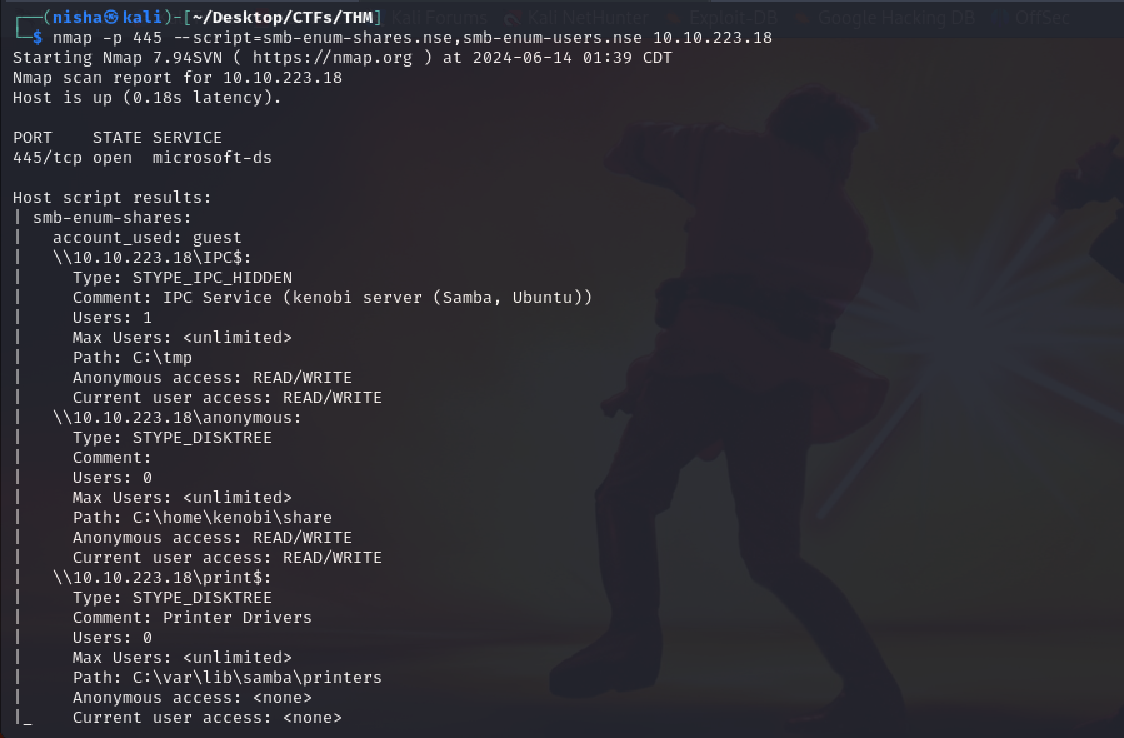 Kali Forums Kali NetHunter Exploit-DB Google Hacking DB OffSec
┌──(nisha㉿kali)-[~/Desktop/CTFs/THM]
└─$ nmap -p 445 --script=smb-enum-shares.nse,smb-enum-users.nse 10.10.223.18
Starting Nmap 7.94SVN ( https://nmap.org ) at 2024-06-14 01:39 CDT
Nmap scan report for 10.10.223.18
Host is up (0.18s latency).
PORT    STATE SERVICE
445/tcp open  microsoft-ds
Host script results:
| smb-enum-shares:
|   account_used: guest
|   \\10.10.223.18\IPC$:
|     Type: STYPE_IPC_HIDDEN
|     Comment: IPC Service (kenobi server (Samba, Ubuntu))
|     Users: 1
|     Max Users: <unlimited>
|     Path: C:\tmp
|     Anonymous access: READ/WRITE
|     Current user access: READ/WRITE
|   \\10.10.223.18\anonymous:
|     Type: STYPE_DISKTREE
|     Comment:
|     Users: 0
|     Max Users: <unlimited>
|     Path: C:\home\kenobi\share
|     Anonymous access: READ/WRITE
|     Current user access: READ/WRITE
|   \\10.10.223.18\print$:
|     Type: STYPE_DISKTREE
|     Comment: Printer Drivers
|     Users: 0
|     Max Users: <unlimited>
|     Path: C:\var\lib\samba\printers
|     Anonymous access: <none>
|_    Current user access: <none>